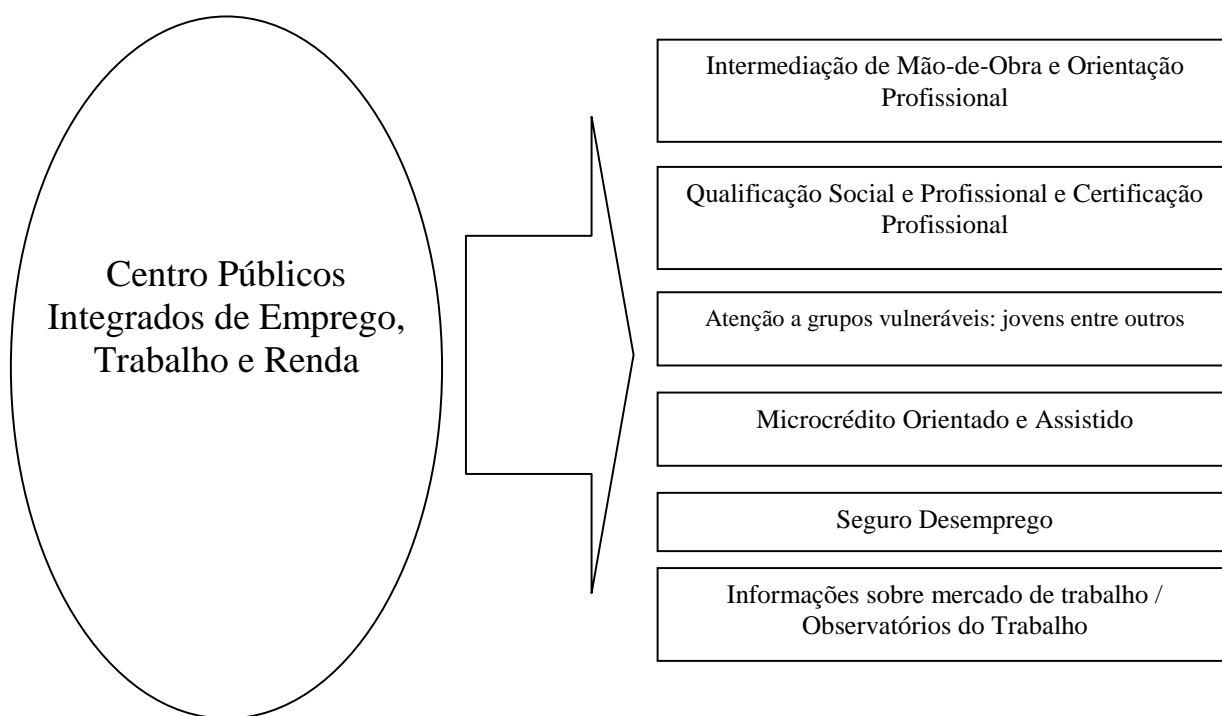 Centro Públicos
Integrados de Emprego,
Trabalho e Renda
Intermediação de Mão-de-Obra e Orientação
Profissional
Qualificação Social e Profissional e Certificação
Profissional
Atenção a grupos vulneráveis: jovens entre outros
Microcrédito Orientado e Assistido
Seguro Desemprego
Informações sobre mercado de trabalho /
Observatórios do Trabalho